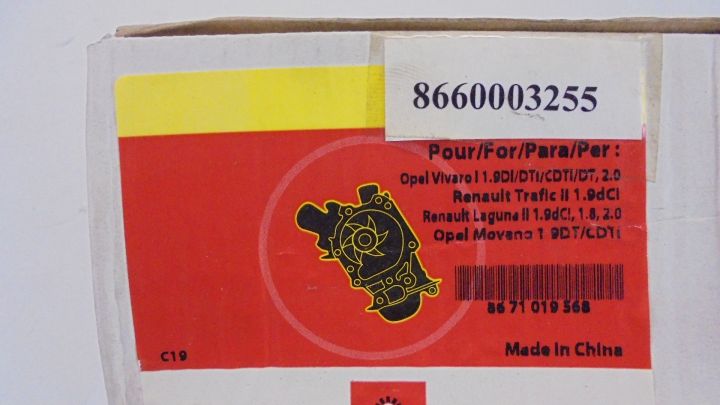 8660003255
Pour/For/Para/Per :
Opel Vivaro I 1.9DI/DTI/CDTI/DT, 2.0
Renault Trafic II 1.9dCi
Renault Laguna II 1.9dCi, 1.8, 2.0
Opel Movano 1.9DT/CDTI
86 71 019 568
C19
Made in China